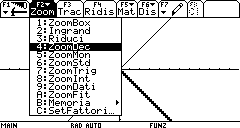 F1 F2 F3 F4 F5 F6 F7
Zoom Trac Ridis Mat Dis
1:ZoomBox
2:Ingrand
3:Riduci
4:ZoomDec
5:ZoomMon
6:ZoomStd
7:ZoomTrig
8:ZoomInt
9:ZoomDati
A:ZoomFit
B:Memoria
C:SetFattori…
MAIN RAD AUTO FUNZ